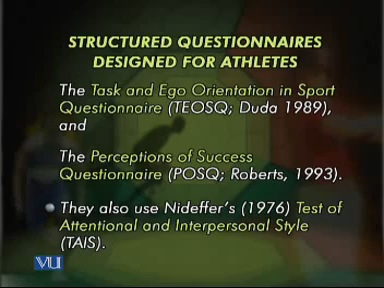 STRUCTURED QUESTIONNAIRES
DESIGNED FOR ATHLETES
The Task and Ego Orientation in Sport
Questionnaire (TEOSQ; Duda 1989),
and
The Perceptions of Success
Questionnaire (POSQ; Roberts, 1993).
They also use Nideffer's (1976) Test of
Attentional and Interpersonal Style
(TAIS).
VU